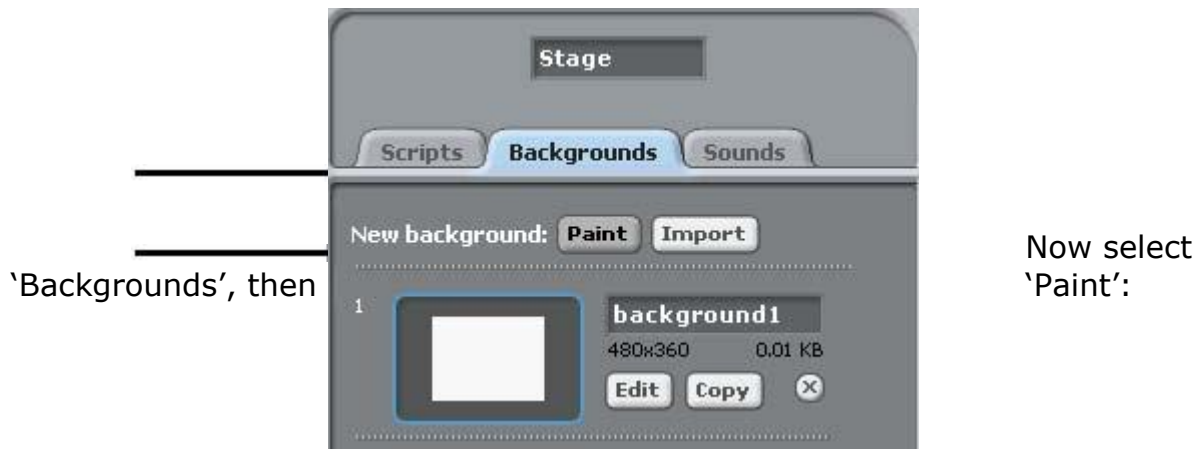 Stage
Scripts Backgrounds Sounds
New background: Paint Import
Now select
‘Backgrounds’, then ‘Paint’:
1
background1
480x360 0.01 KB
Edit Copy